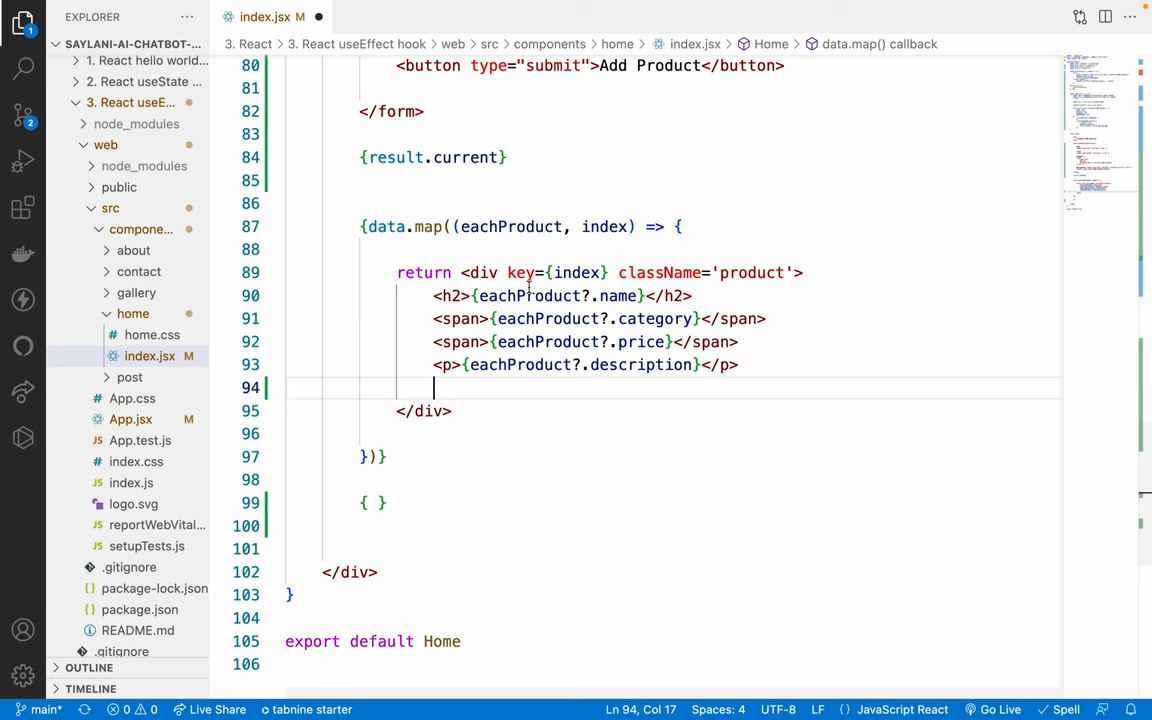 EXPLORER
index.jsx M
SAYLANI-AI-CHATBOT-...
3. React › 3. React useEffect hook › web › src › components › home › index.jsx › Home › data.map() callback
1. React hello world...
2. React useState ...
3. React useE...
node_modules
web
node_modules
public
src
compone...
about
contact
gallery
home
home.css
index.jsx M
post
App.css
App.jsx M
App.test.js
index.css
index.js
logo.svg
reportWebVital...
setupTests.js
.gitignore
package-lock.json
package.json
README.md
.gitignore
OUTLINE
TIMELINE
1
2
80 <button type="submit">Add Product</button>
81
82 </form>
83
84 {result.current}
85
86
87 {data.map((eachProduct, index) => {
88
89 return <div key={index} className='product'>
90 <h2>{eachProduct?.name}</h2>
91 <span>{eachProduct?.category}</span>
92 <span>{eachProduct?.price}</span>
93 <p>{eachProduct?.description}</p>
94
95 </div>
96
97 })}
98
99 { }
100
101
102 </div>
103 }
104
105 export default Home
106
main* 0 0 Live Share tabnine starter Ln 94, Col 17 Spaces: 4 UTF-8 LF {} JavaScript React Go Live Spell